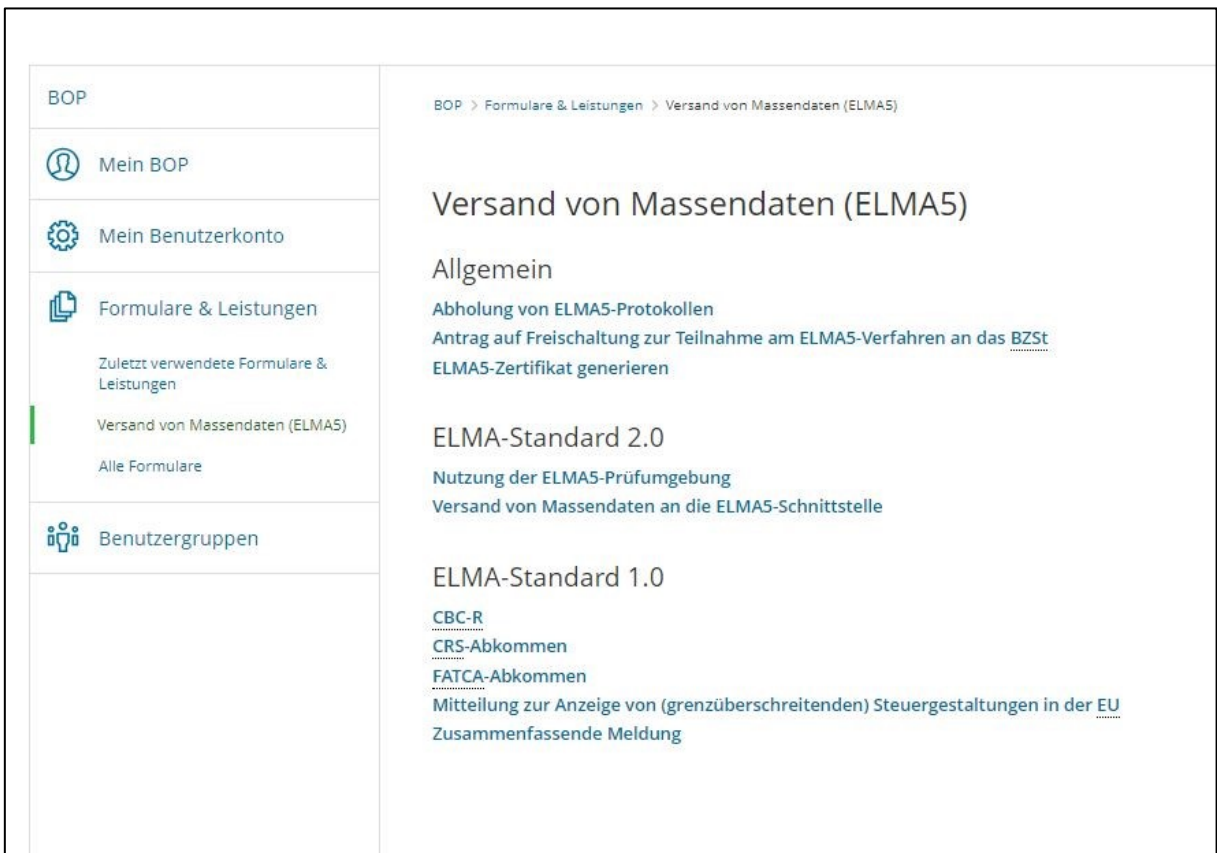 BOP
Mein BOP
Mein Benutzerkonto
Formulare & Leistungen
Zuletzt verwendete Formulare &
Leistungen
Versand von Massendaten (ELMA5)
Alle Formulare
Benutzergruppen
BOP > Formulare & Leistungen > Versand von Massendaten (ELMA5)
Versand von Massendaten (ELMA5)
Allgemein
Abholung von ELMA5-Protokollen
Antrag auf Freischaltung zur Teilnahme am ELMA5-Verfahren an das BZSt
ELMA5-Zertifikat generieren
ELMA-Standard 2.0
Nutzung der ELMA5-Prüfumgebung
Versand von Massendaten an die ELMA5-Schnittstelle
ELMA-Standard 1.0
CBC-R
CRS-Abkommen
FATCA-Abkommen
Mitteilung zur Anzeige von (grenzüberschreitenden) Steuergestaltungen in der EU
Zusammenfassende Meldung